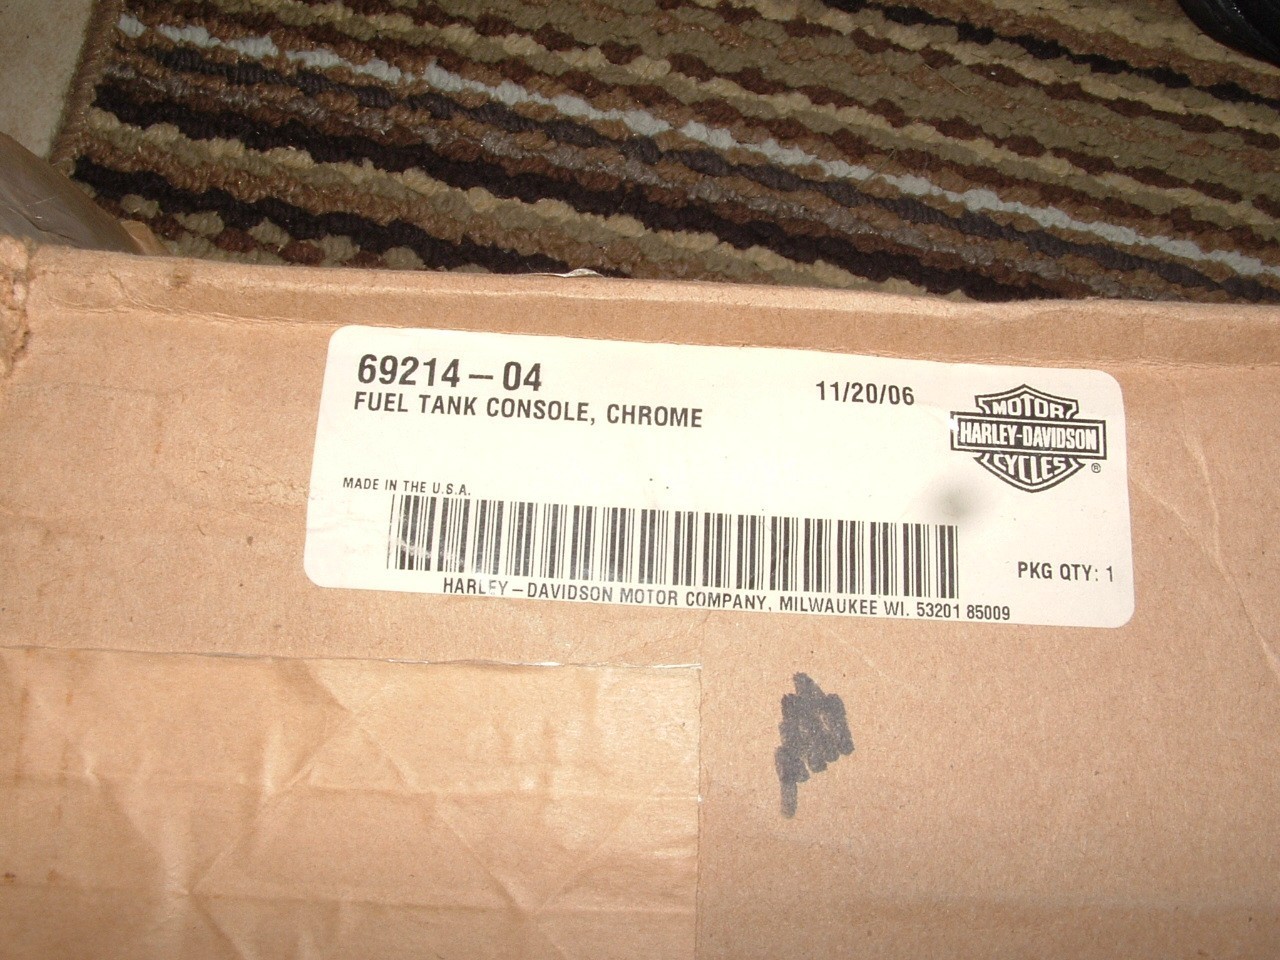 69214-04
11/20/06
FUEL TANK CONSOLE, CHROME
MOTOR
HARLEY-DAVIDSON
CYCLES
®
MADE IN THE U.S.A.
PKG QTY: 1
HARLEY-DAVIDSON MOTOR COMPANY, MILWAUKEE WI. 53201 85009